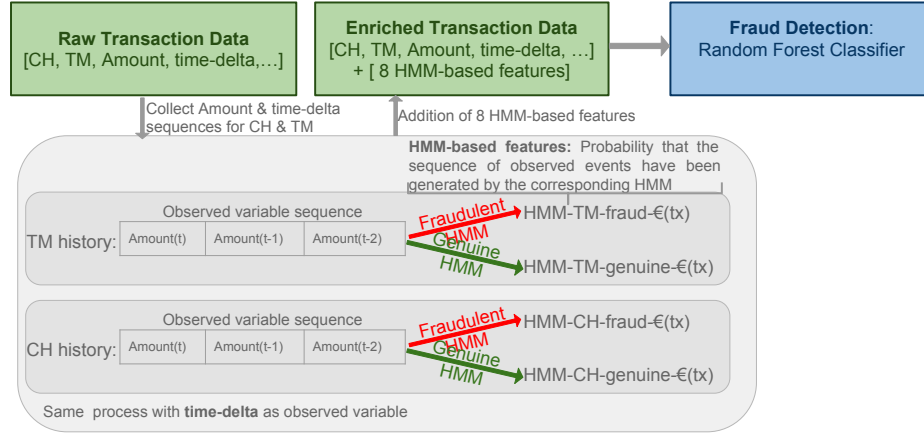 Raw Transaction Data
[CH, TM, Amount, time-delta,…]
Enriched Transaction Data
[CH, TM, Amount, time-delta, …]
+ [ 8 HMM-based features]
Fraud Detection:
Random Forest Classifier
Collect Amount & time-delta
sequences for CH & TM
Addition of 8 HMM-based features
HMM-based features: Probability that the
sequence of observed events have been
generated by the corresponding HMM
Observed variable sequence
TM history:
Amount(t)
Amount(t-1)
Amount(t-2)
Fraudulent
HMM
Genuine
HMM
HMM-TM-fraud-€(tx)
HMM-TM-genuine-€(tx)
Observed variable sequence
CH history:
Amount(t)
Amount(t-1)
Amount(t-2)
Fraudulent
HMM
Genuine
HMM
HMM-CH-fraud-€(tx)
HMM-CH-genuine-€(tx)
Same process with time-delta as observed variable